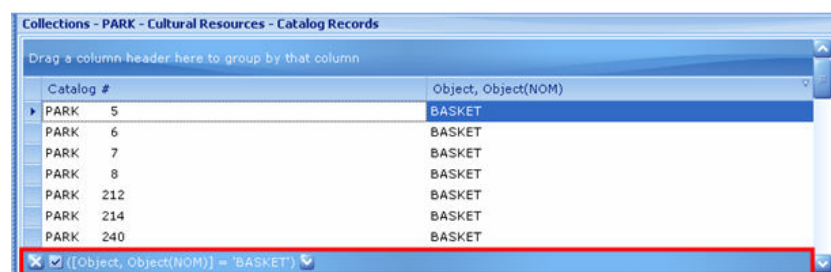 Collections - PARK - Cultural Resources - Catalog Records
Drag a column header here to group by that column
Catalog # Object, Object(NOM)
PARK 5 BASKET
PARK 6 BASKET
PARK 7 BASKET
PARK 8 BASKET
PARK 212 BASKET
PARK 214 BASKET
PARK 240 BASKET
([Object, Object(NOM)] = 'BASKET')